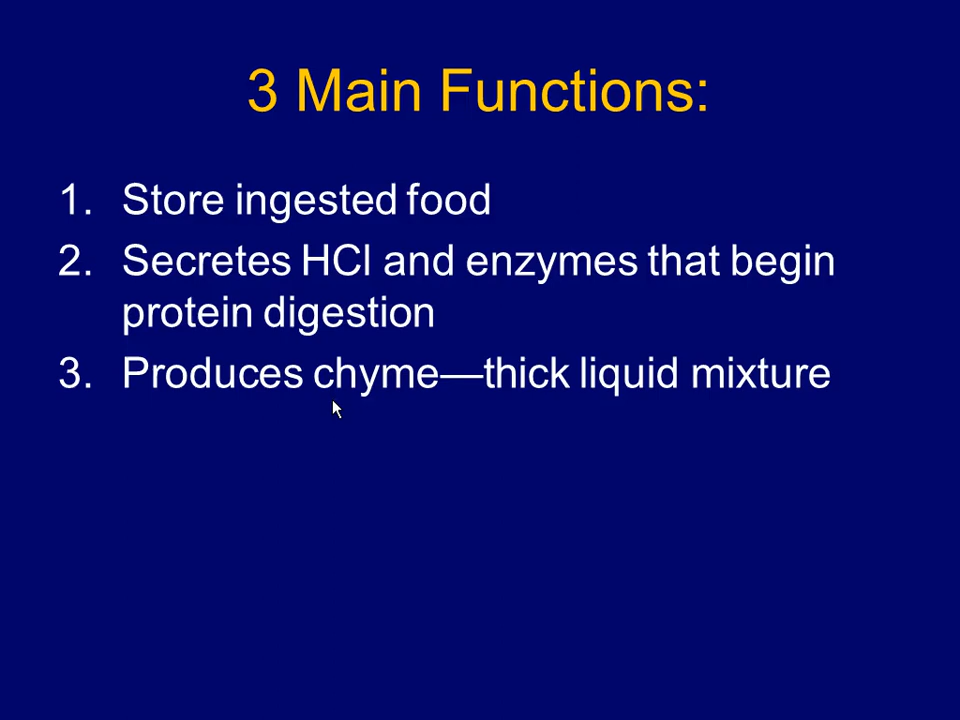 3 Main Functions:
1. Store ingested food
2. Secretes HCl and enzymes that begin
protein digestion
3. Produces chyme—thick liquid mixture